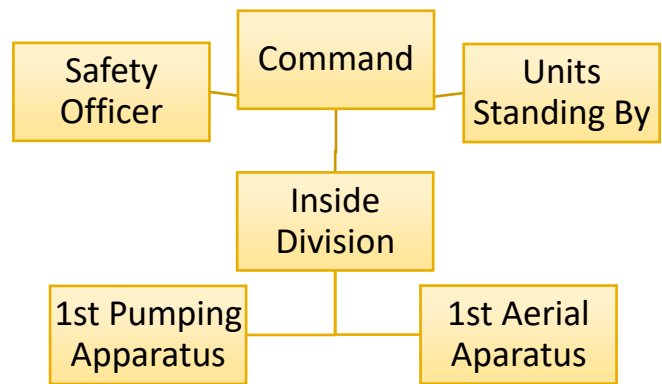 Command
Safety
Officer
Units
Standing By
Inside
Division
1st Pumping
Apparatus
1st Aerial
Aparatus